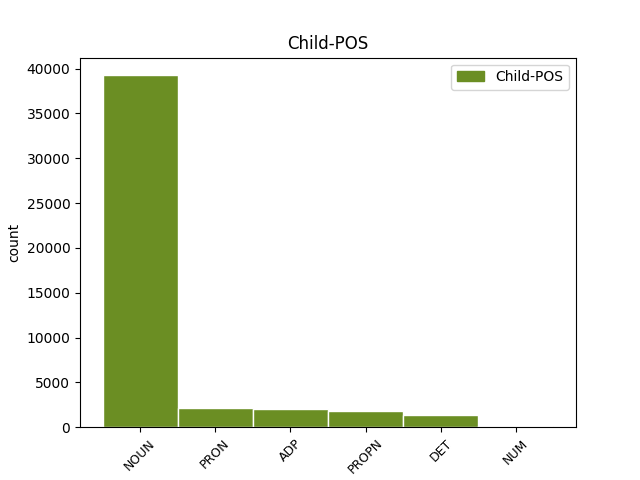 Child-POS
Child-POS
count
40000
35000
30000
25000
20000
15000
10000
5000
0
NOUN
PRON
ADP
PROPN
DET
NUM